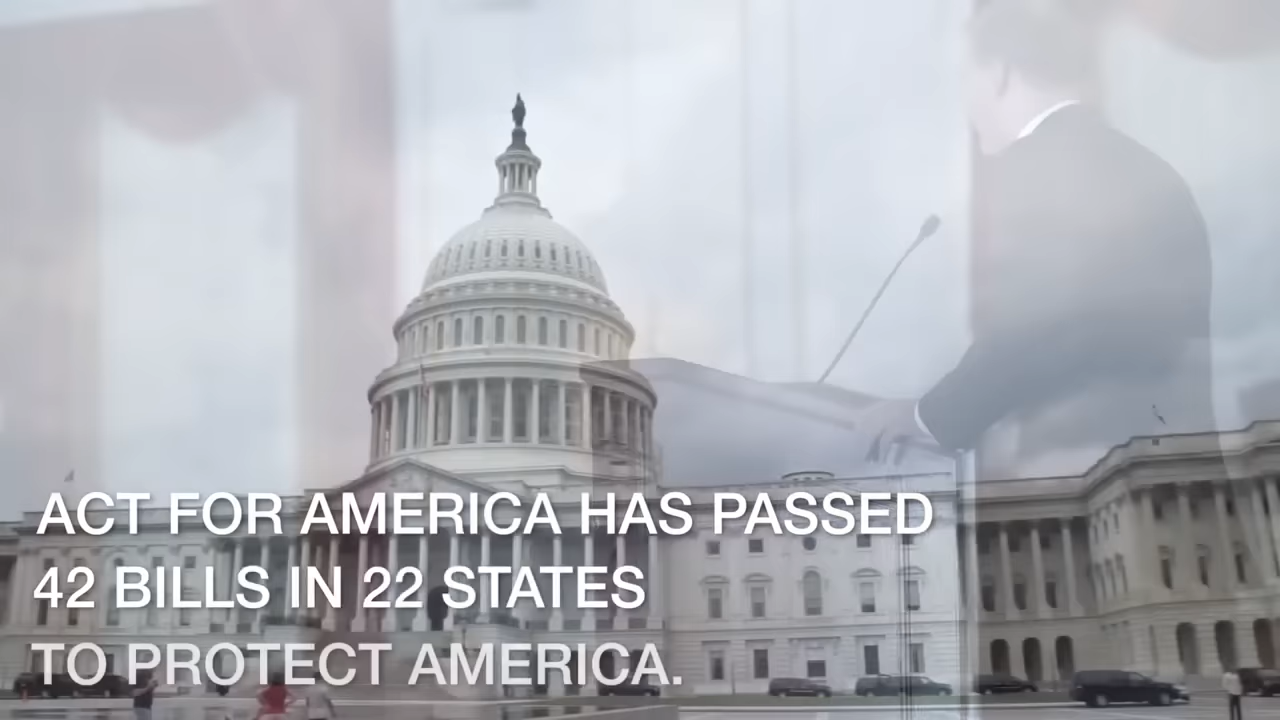 ACT FOR AMERICA HAS PASSED
42 BILLS IN 22 STATES
TO PROTECT AMERICA.